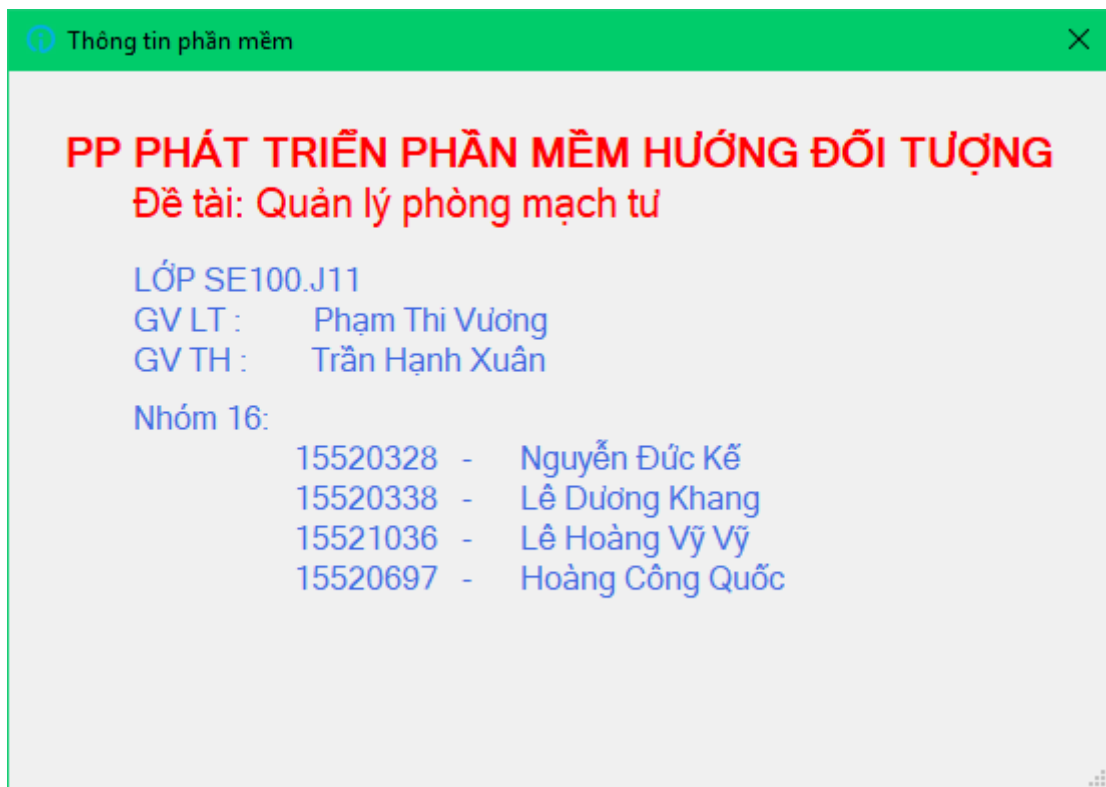 Thông tin phần mềm
PP PHÁT TRIỂN PHẦN MỀM HƯỚNG ĐỐI TƯỢNG
Đề tài: Quản lý phòng mạch tư
LỚP SE100.J11
GV LT : Phạm Thi Vương
GV TH : Trần Hạnh Xuân
Nhóm 16:
15520328 - Nguyễn Đức Kế
15520338 - Lê Dương Khang
15521036 - Lê Hoàng Vỹ Vỹ
15520697 - Hoàng Công Quốc